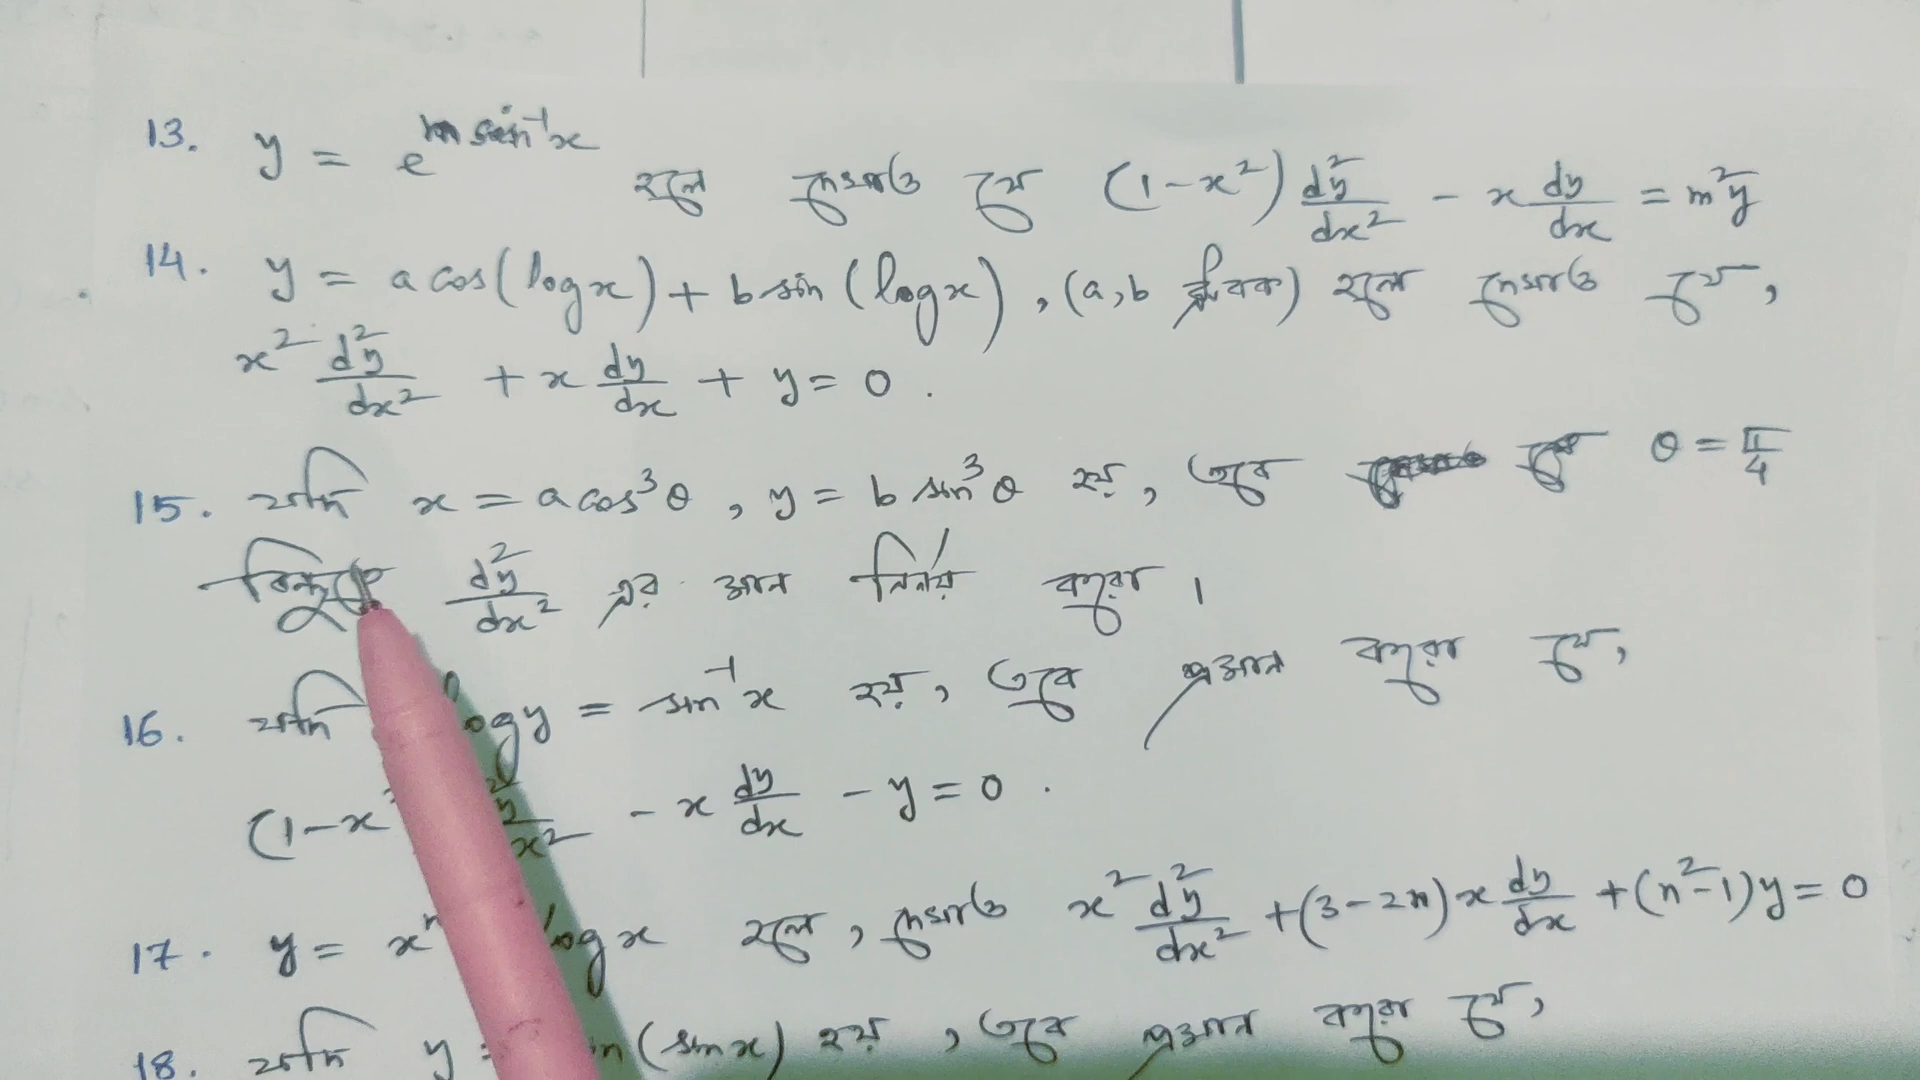 13. y = e^{m sin⁻¹x} হলে দেখাও যে (1-x²) d²y/dx² - x dy/dx = m²y
14. y = a cos(log x) + b sin (log x), (a,b ধ্রুবক) হলে দেখাও যে,
x² d²y/dx² + x dy/dx + y = 0.
15. যদি x = a cos³θ, y = b sin³θ হয়, তবে θ = π/4
বিন্দুতে d²y/dx² এর মান নির্ণয় করো।
16. যদি log y = sin⁻¹x হয়, তবে প্রমান করো যে,
(1-x x² - x dy/dx - y = 0.
17. y = xⁿ log x হলে, দেখাও x² d²y/dx² + (3-2n) x dy/dx + (n²-1)y = 0
18. যদি y (sin x) হয়, তবে প্রমান করো যে,